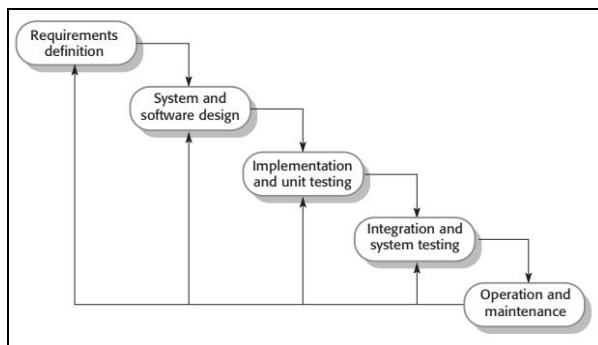 Requirements
definition
System and
software design
Implementation
and unit testing
Integration and
system testing
Operation and
maintenance